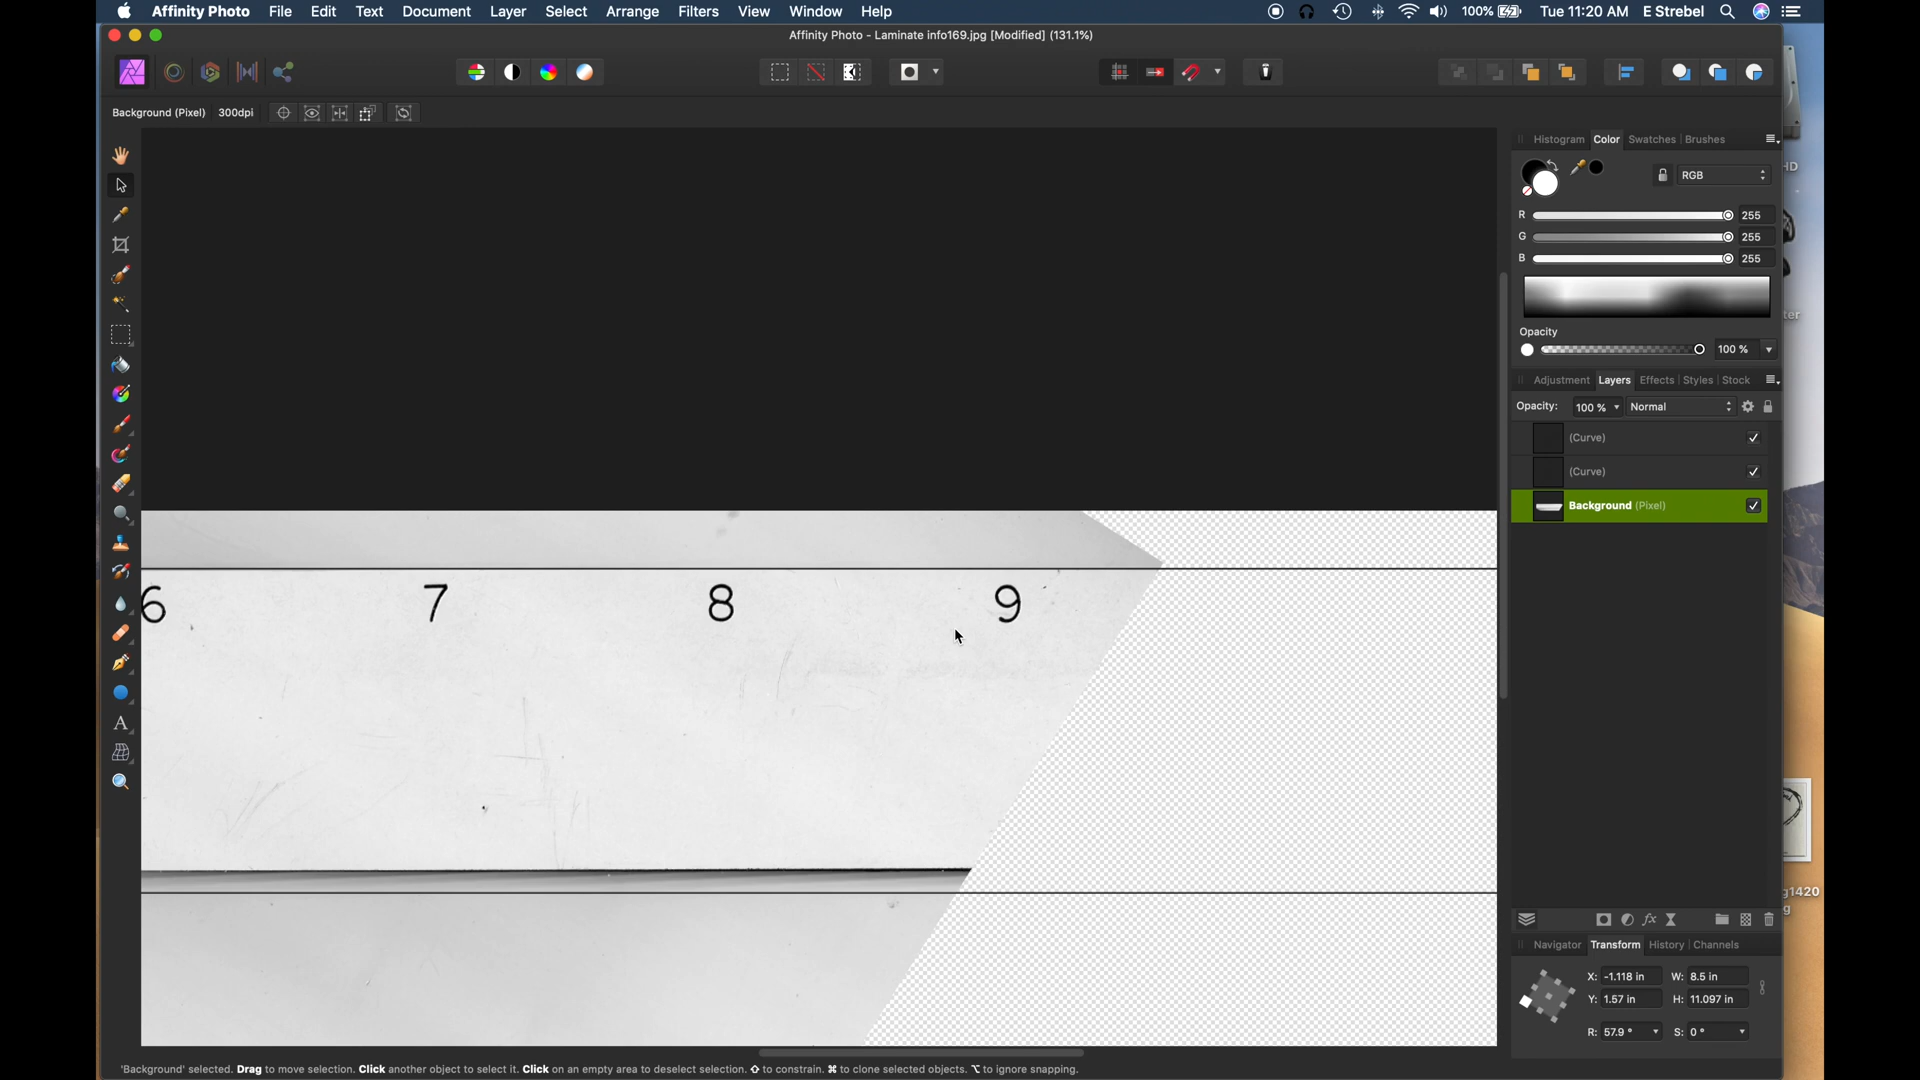 Affinity Photo File Edit Text Document Layer Select Arrange Filters View Window Help 100% Tue 11:20 AM E Strebel
Affinity Photo - Laminate info169.jpg [Modified] (131.1%)
Background (Pixel) 300dpi
Histogram Color Swatches Brushes
RGB
R 255
G 255
B 255
Opacity
100 %
Adjustment Layers Effects Styles Stock
Opacity: 100 % Normal
(Curve)
(Curve)
Background (Pixel)
6 7 8 9
A
fx
g1420
g
Navigator Transform History Channels
X: -1.118 in W: 8.5 in
Y: 1.57 in H: 11.097 in
R: 57.9 ° S: 0 °
'Background' selected. Drag to move selection. Click another object to select it. Click on an empty area to deselect selection. ⇧ to constrain. ⌘ to clone selected objects. ⌥ to ignore snapping.